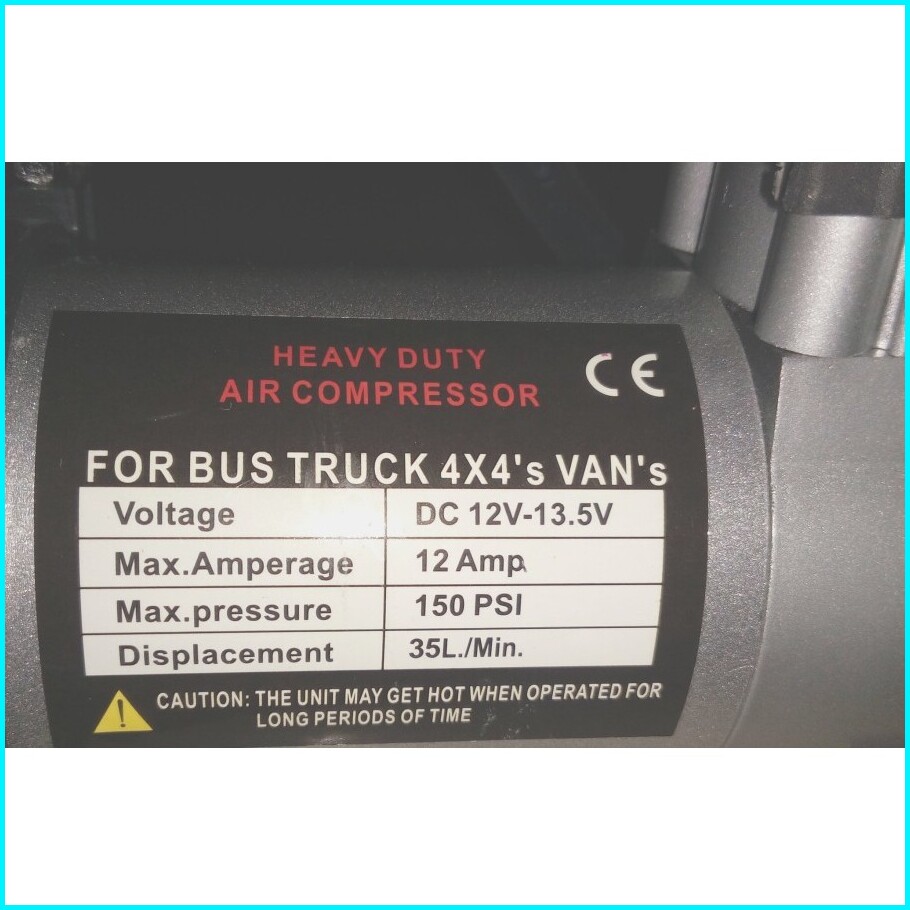 HEAVY DUTY
AIR COMPRESSOR
CE
FOR BUS TRUCK 4X4's VAN's
Voltage DC 12V-13.5V
Max.Amperage 12 Amp
Max.pressure 150 PSI
Displacement 35L./Min.
CAUTION: THE UNIT MAY GET HOT WHEN OPERATED FOR
LONG PERIODS OF TIME